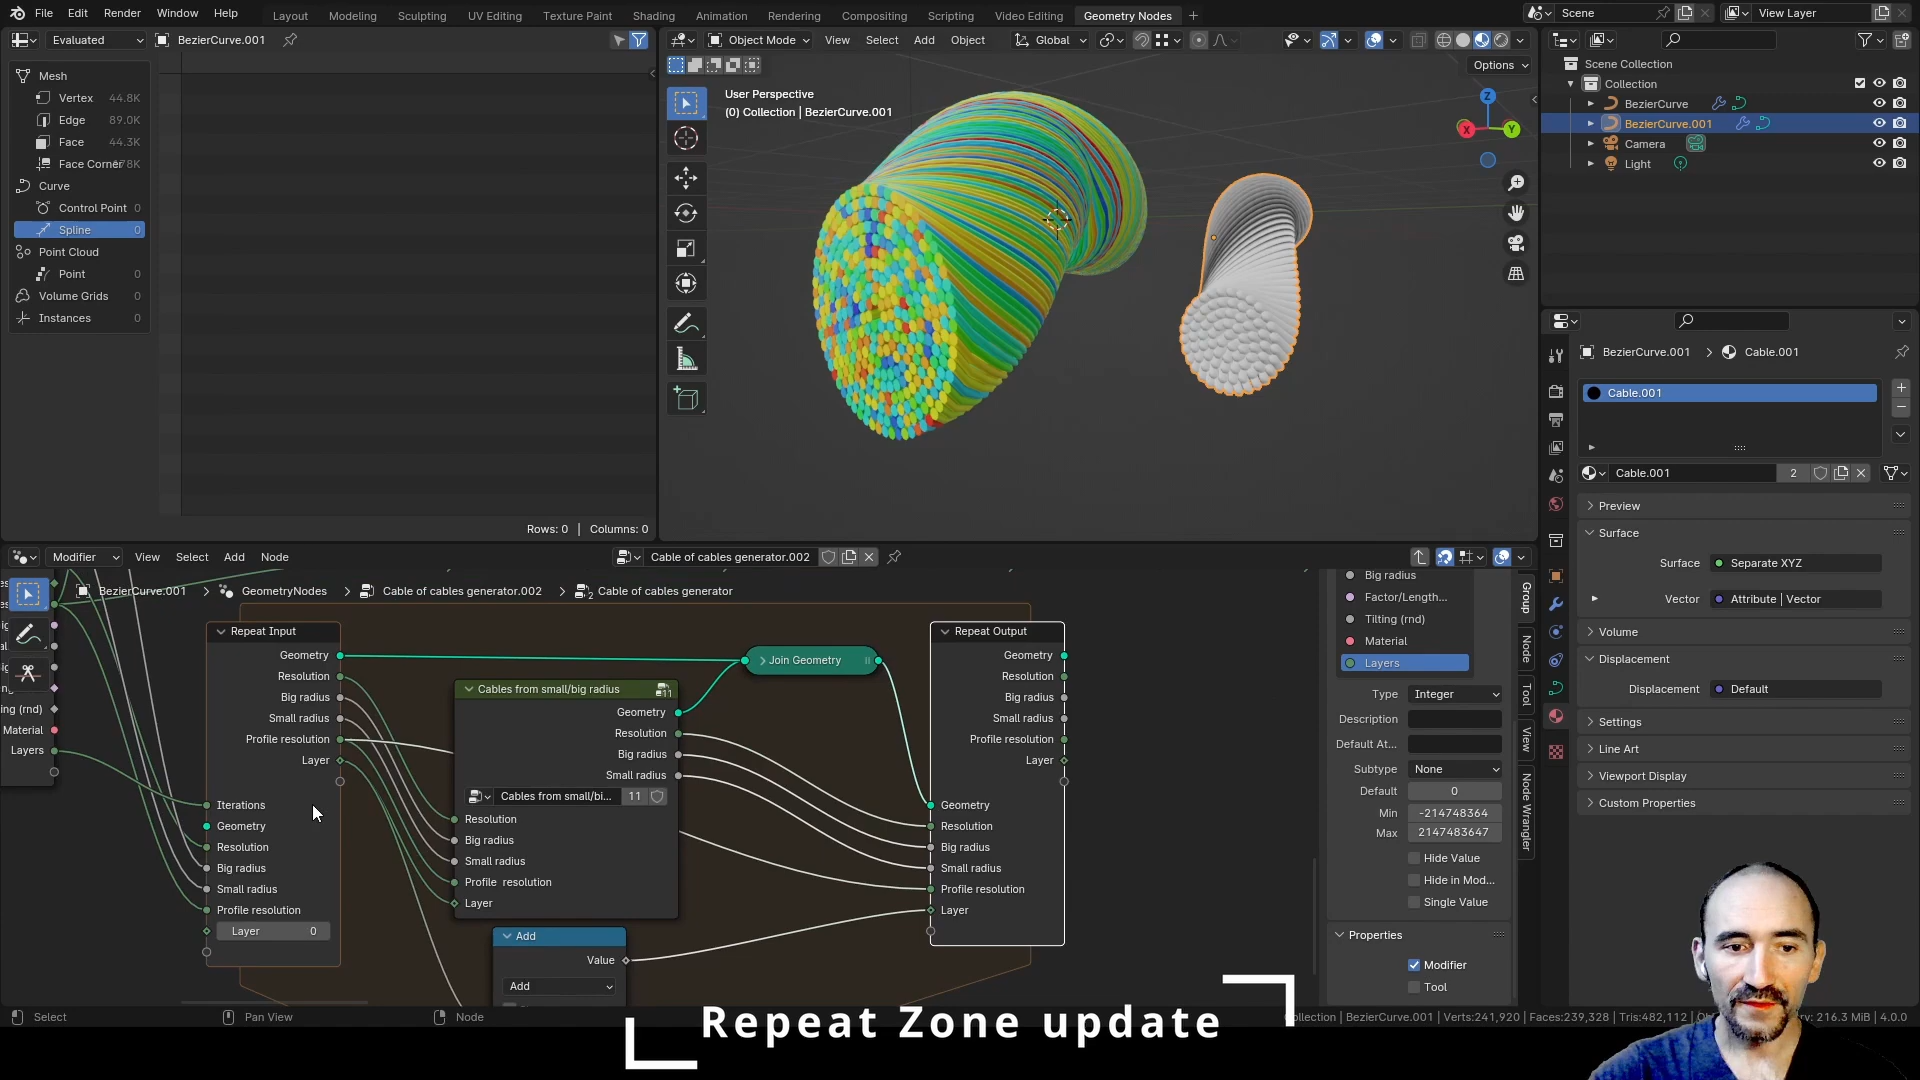 File Edit Render Window Help Layout Modeling Sculpting UV Editing Texture Paint Shading Animation Rendering Compositing Scripting Video Editing Geometry Nodes Scene View Layer
Evaluated BezierCurve.001
Object Mode View Select Add Object Global
Options
User Perspective
(0) Collection | BezierCurve.001
Z
X
Y
Mesh
Vertex 44.8K
Edge 89.0K
Face 44.3K
Face Corner
Curve
Control Point 0
Spline 0
Point Cloud
Point 0
Volume Grids 0
Instances 0
Rows: 0 | Columns: 0
Scene Collection
Collection
BezierCurve
BezierCurve.001
Camera
Light
BezierCurve.001 > Cable.001
Cable.001
Cable.001 2
Preview
Surface
Surface Separate XYZ
Vector Attribute | Vector
Volume
Displacement
Displacement Default
Settings
Line Art
Viewport Display
Custom Properties
Modifier View Select Add Node Cable of cables generator.002
BezierCurve.001 > GeometryNodes > Cable of cables generator.002 > Cable of cables generator
ing (rnd)
Material
Layers
Repeat Input
Geometry
Resolution
Big radius
Small radius
Profile resolution
Layer
Iterations
Geometry
Resolution
Big radius
Small radius
Profile resolution
Layer 0
Cables from small/big radius 11
Geometry
Resolution
Big radius
Small radius
Cables from small/bi... 11
Resolution
Big radius
Small radius
Profile resolution
Layer
Add
Value
Add
Join Geometry
Repeat Output
Geometry
Resolution
Big radius
Small radius
Profile resolution
Layer
Geometry
Resolution
Big radius
Small radius
Profile resolution
Layer
Big radius
Factor/Length...
Tilting (rnd)
Material
Layers
Type Integer
Description
Default At...
Subtype None
Default 0
Min -214748364
Max 2147483647
Hide Value
Hide in Mod...
Single Value
Properties
Modifier
Tool
Group
Node
Tool
View
Node Wrangler
Repeat Zone update
Select Pan View Node
Collection | BezierCurve.001 | Verts:241,920 | Faces:239,328 | Tris:482,112
216.3 MiB | 4.0.0